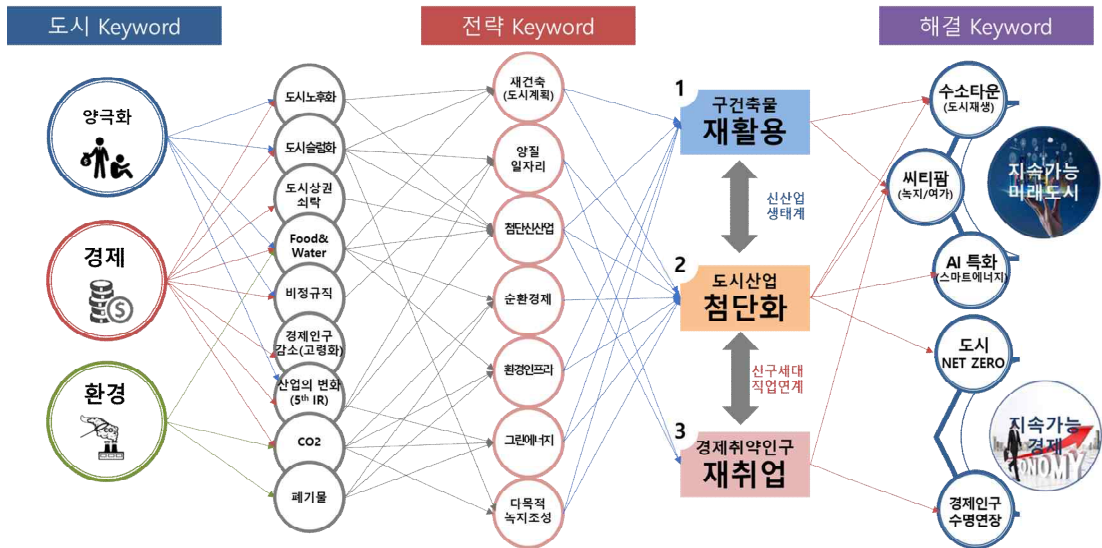 도시 Keyword
전략 Keyword
해결 Keyword
양극화
경제
$
환경
도시노후화
도시슬럼화
도시상권
쇠락
Food&
Water
비정규직
경제인구
감소(고령화)
산업의 변화
(5th IR)
CO2
폐기물
재건축
(도시계획)
양질
일자리
첨단신산업
순환경제
환경인프라
그린에너지
다목적
녹지조성
1
구건축물
재활용
신산업
생태계
2
도시산업
첨단화
신구세대
직업연계
3
경제취약인구
재취업
수소타운
(도시재생)
씨티팜
(녹지/여가)
AI 특화
(스마트에너지)
지속가능
미래도시
도시
NET ZERO
경제인구
수명연장
지속가능
경제
ONOMY